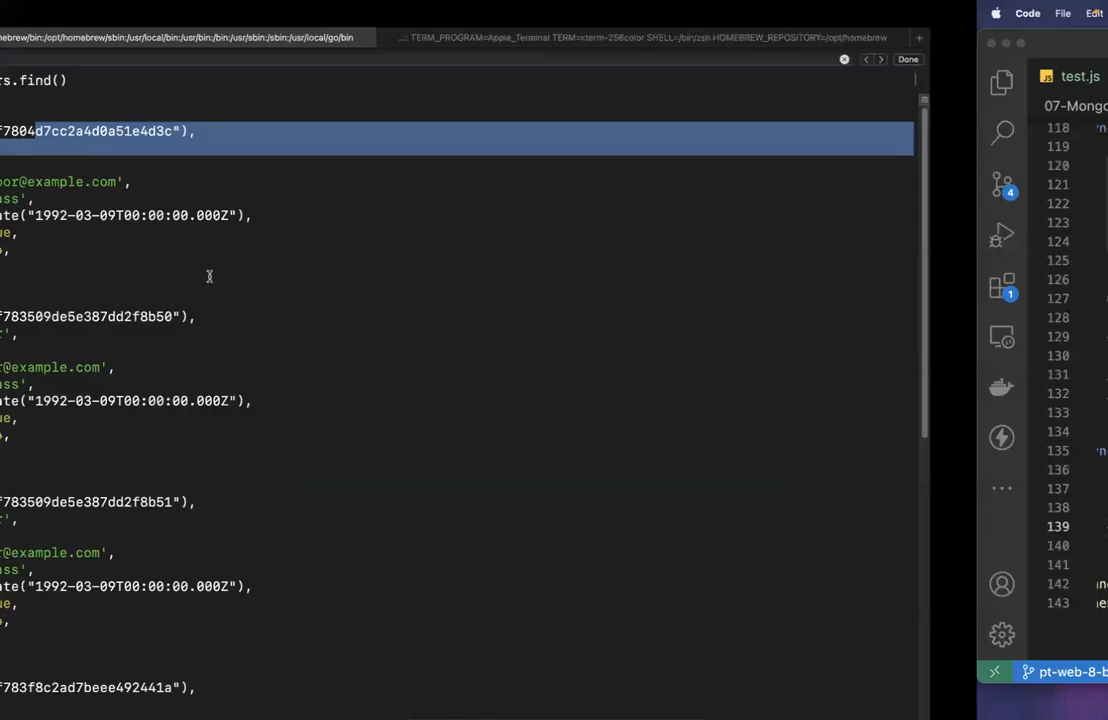 mebrew/bin:/opt/homebrew/sbin:/usr/local/bin:/usr/bin:/bin:/usr/sbin:/sbin:/usr/local/go/bin
..: TERM_PROGRAM=Apple_Terminal TERM=xterm-256color SHELL=/bin/zsh HOMEBREW_REPOSITORY=/opt/homebrew
+
Done
rs.find()
f7804d7cc2a4d0a51e4d3c"),
oor@example.com',
ass',
ate("1992-03-09T00:00:00.000Z"),
ue,
},
f783509de5e387dd2f8b50"),
r',
r@example.com',
ass',
ate("1992-03-09T00:00:00.000Z"),
ue,
},
f783509de5e387dd2f8b51"),
r',
r@example.com',
ass',
ate("1992-03-09T00:00:00.000Z"),
ue,
},
f783f8c2ad7beee492441a"),
Code File Edit
JS test.js
07-Mongo
118
119
120
121
122
123
124
125
126
127
128
129
130
131
132
133
134
135
136
137
138
139
140
141
142
143
4
1
pt-web-8-b